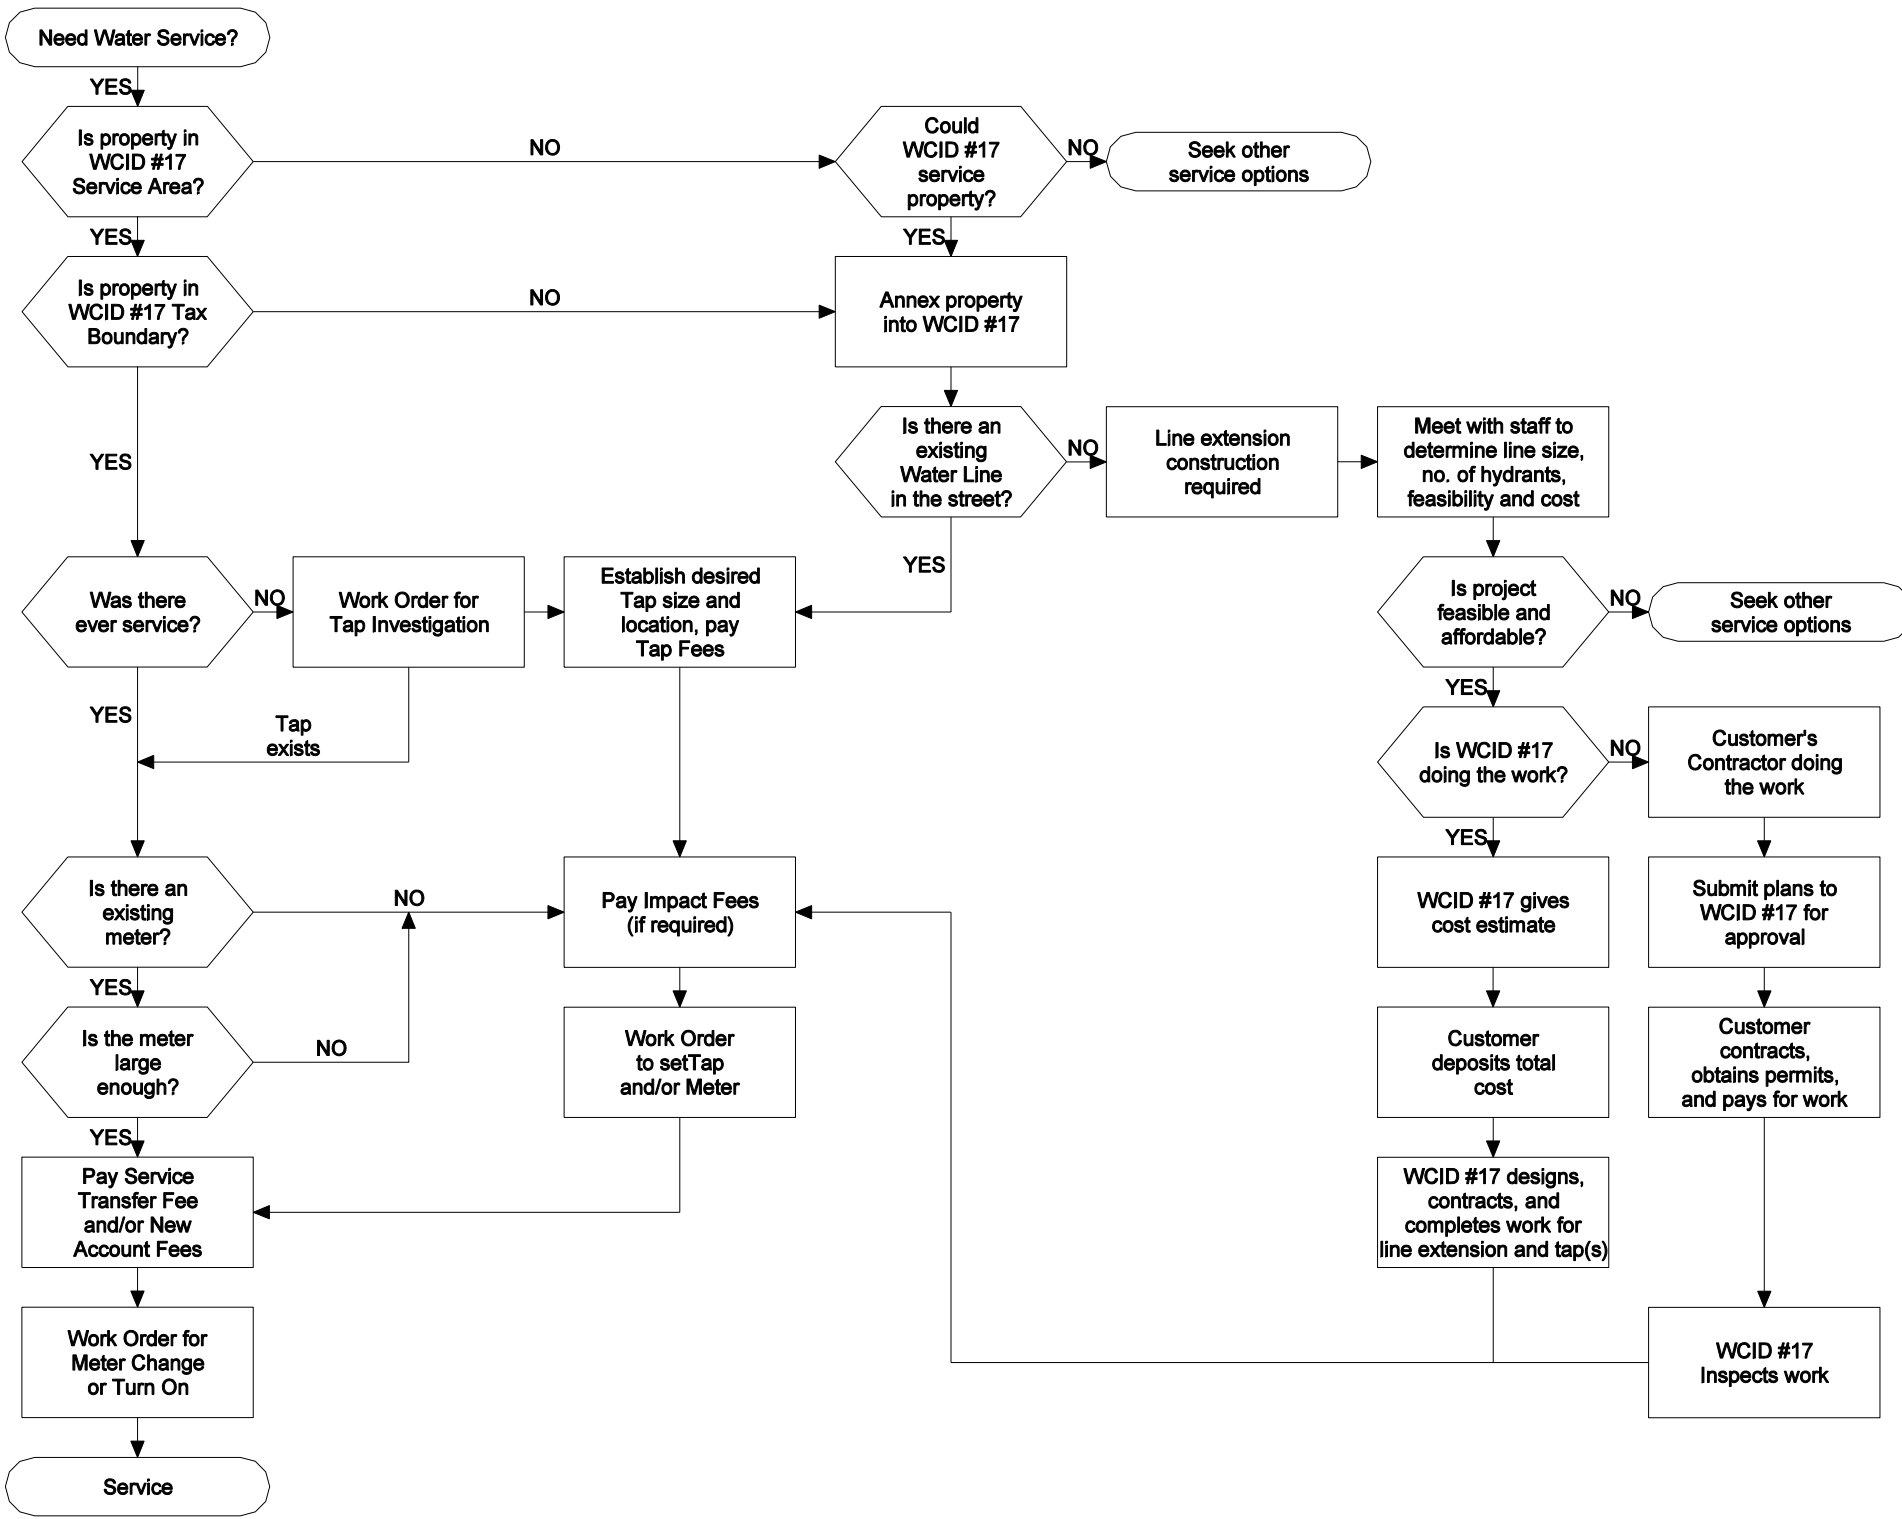 Need Water Service?
YES
Is property in
WCID #17
Service Area?
NO
Could
WCID #17
service
property?
NO
Seek other
service options
YES
YES
Is property in
WCID #17 Tax
Boundary?
NO
Annex property
into WCID #17
YES
Is there an
existing
Water Line
in the street?
NO
Line extension
construction
required
Meet with staff to
determine line size,
no. of hydrants,
feasibility and cost
YES
Was there
ever service?
NO
Work Order for
Tap Investigation
Establish desired
Tap size and
location, pay
Tap Fees
Is project
feasible and
affordable?
NO
Seek other
service options
YES
YES
Tap
exists
Is WCID #17
doing the work?
NO
Customer's
Contractor doing
the work
YES
Is there an
existing
meter?
NO
Pay Impact Fees
(if required)
WCID #17 gives
cost estimate
Submit plans to
WCID #17 for
approval
YES
Is the meter
large
enough?
NO
Work Order
to setTap
and/or Meter
Customer
deposits total
cost
Customer
contracts,
obtains permits,
and pays for work
YES
Pay Service
Transfer Fee
and/or New
Account Fees
WCID #17 designs,
contracts, and
completes work for
line extension and tap(s)
Work Order for
Meter Change
or Turn On
WCID #17
Inspects work
Service